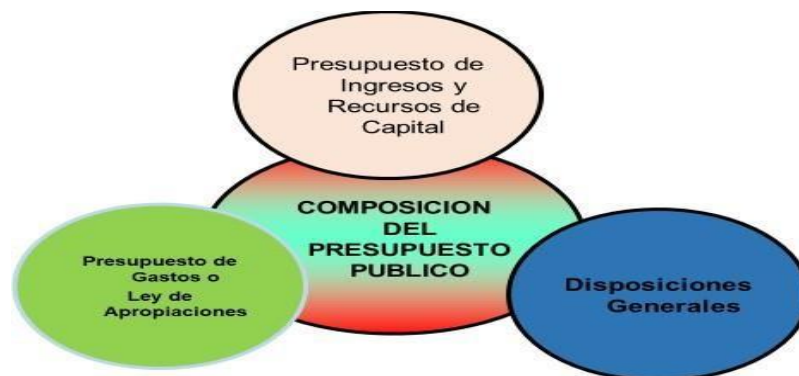 Presupuesto de
Ingresos y
Recursos de
Capital
COMPOSICION
DEL
PRESUPUESTO
PUBLICO
Presupuesto de
Gastos o
Ley de
Apropiaciones
Disposiciones
Generales